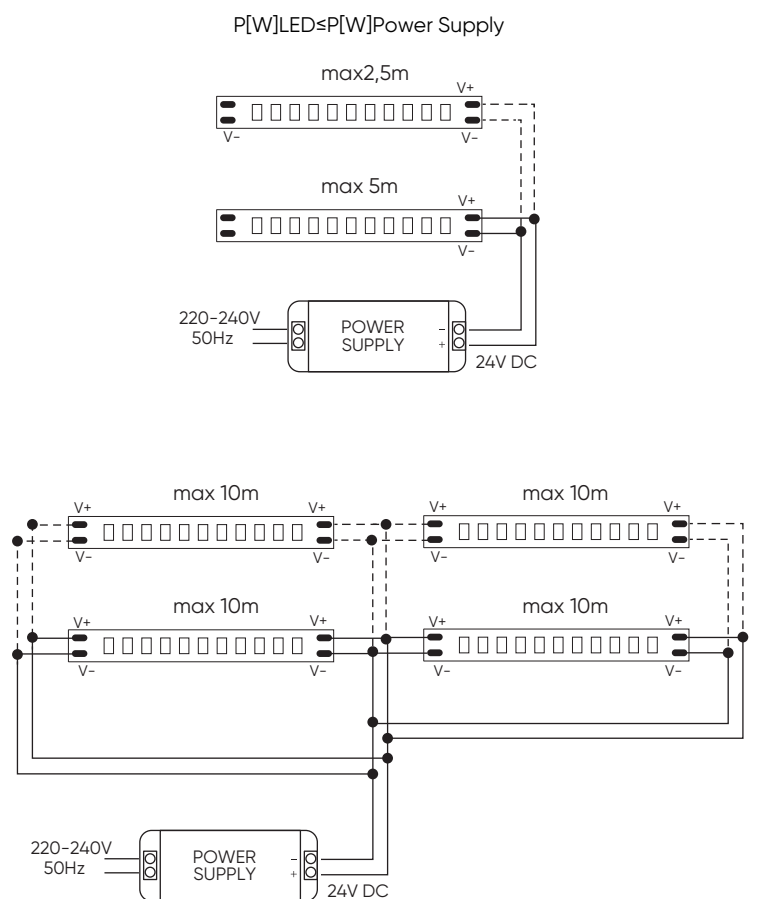 P[W]LED≤P[W]Power Supply
max2,5m
V+
V-
V-
max 5m
V+
V-
220-240V
50Hz
POWER
SUPPLY
-
+
24V DC
max 10m
max 10m
V+
V+
V+
V+
V-
V-
V-
V-
max 10m
max 10m
V+
V+
V+
V+
V-
V-
V-
V-
220-240V
50Hz
POWER
SUPPLY
-
+
24V DC